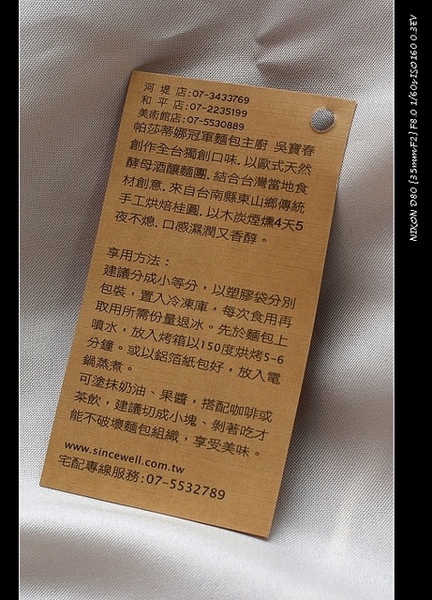 河堤店:07-3433769
和平店:07-2235199
美術館店:07-5530889
帕莎蒂娜冠軍麵包主廚 吳寶春
創作全台獨創口味．以歐式天然
酵母酒釀麵團．結合台灣當地食
材創意．來自台南縣東山鄉傳統
手工烘焙桂圓．以木炭煙燻4天5
夜不熄．口感濕潤又香醇。
享用方法：
建議分成小等分，以塑膠袋分別
包裝，置入冷凍庫，每次食用再
取用所需份量退冰。先於麵包上
噴水，放入烤箱以150度烘烤5-6
分鐘。或以鋁箔紙包好，放入電
鍋蒸煮。
可塗抹奶油、果醬，搭配咖啡或
茶飲，建議切成小塊、剝著吃才
能不破壞麵包組織，享受美味。
www.sincewell.com.tw
宅配專線服務:07-5532789
NIKON D80 [35mmF2] F8.0 1/60s ISO160 0.3EV